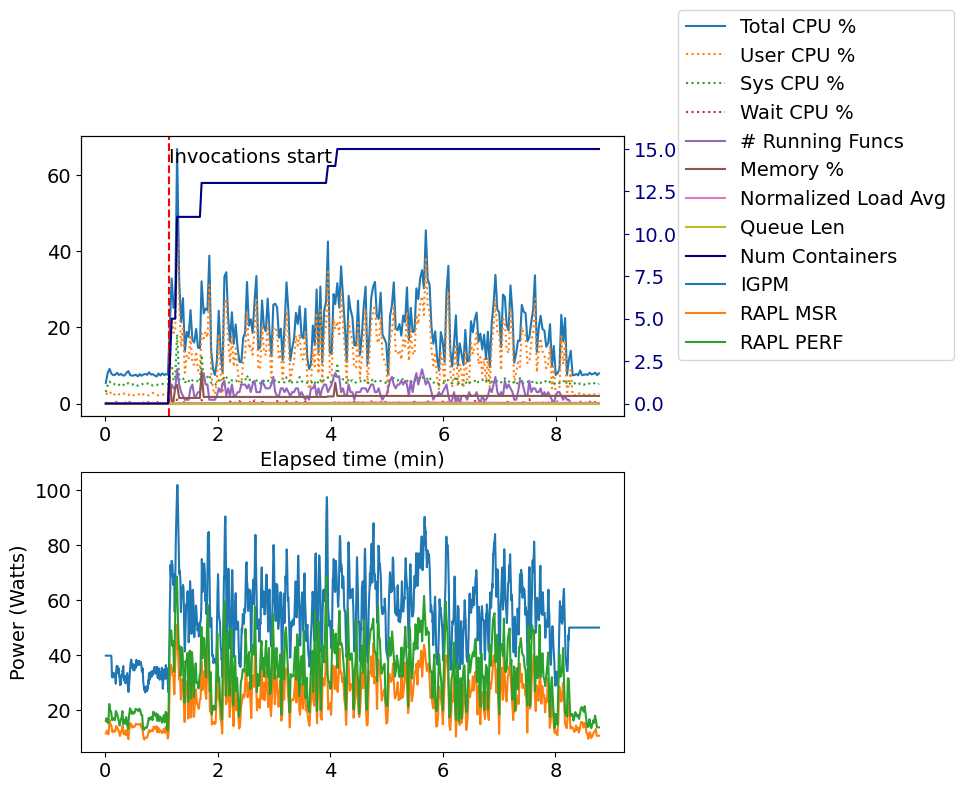 Total CPU %
User CPU %
Sys CPU %
Wait CPU %
# Running Funcs
Memory %
Normalized Load Avg
Queue Len
Num Containers
IGPM
RAPL MSR
RAPL PERF
Invocations start
60
40
20
0
15.0
12.5
10.0
7.5
5.0
2.5
0.0
0 2 4 6 8
Elapsed time (min)
Power (Watts)
100
80
60
40
20
0 2 4 6 8